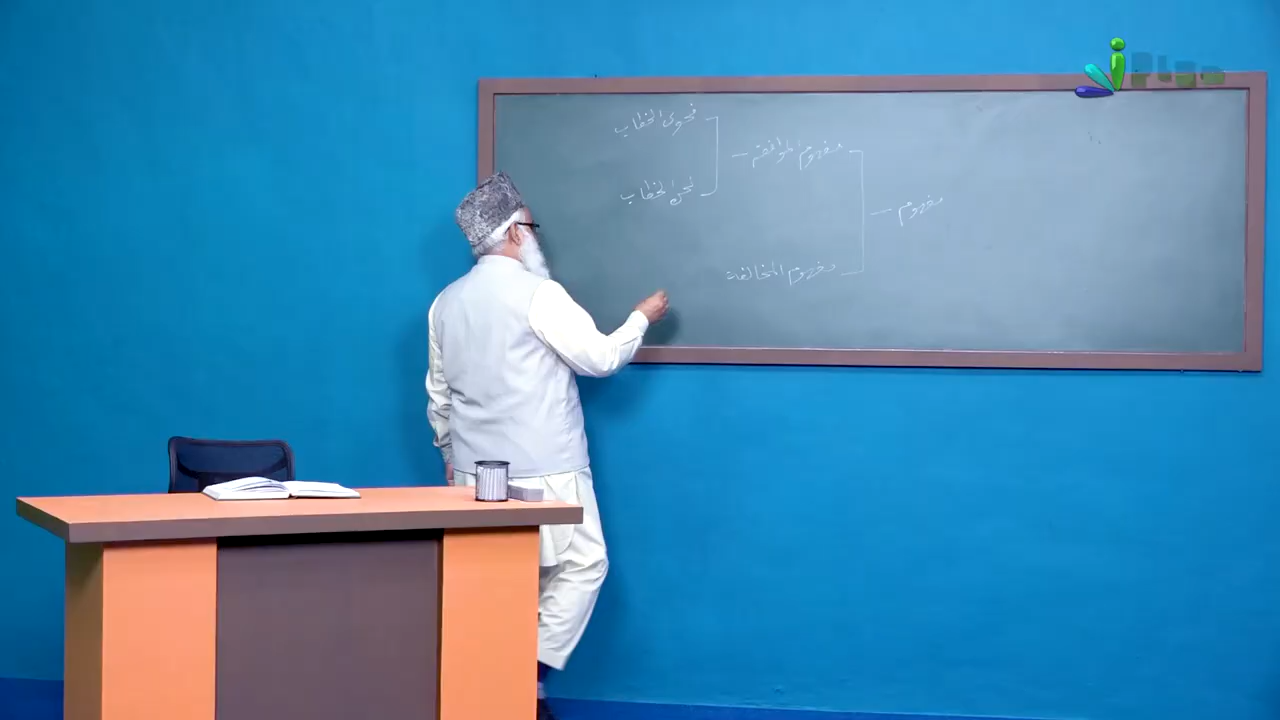 فحوى الخطاب
مفهوم الموافقة
لحن الخطاب
مفهوم
مفهوم المخالفة